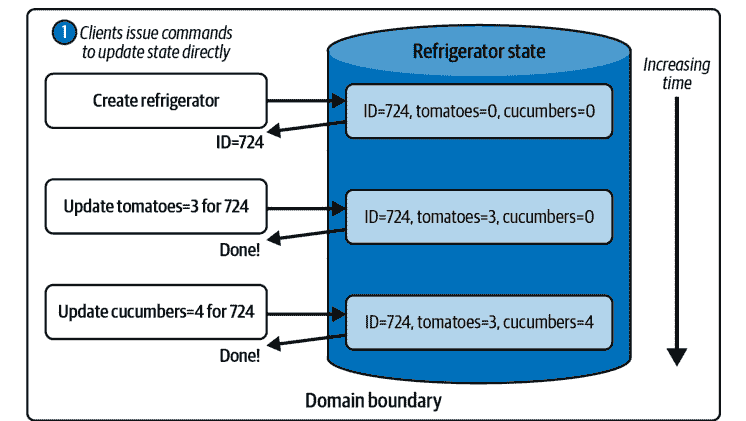 1 Clients issue commands
to update state directly
Refrigerator state
Increasing
time
Create refrigerator
ID=724, tomatoes=0, cucumbers=0
ID=724
Update tomatoes=3 for 724
ID=724, tomatoes=3, cucumbers=0
Done!
Update cucumbers=4 for 724
ID=724, tomatoes=3, cucumbers=4
Done!
Domain boundary